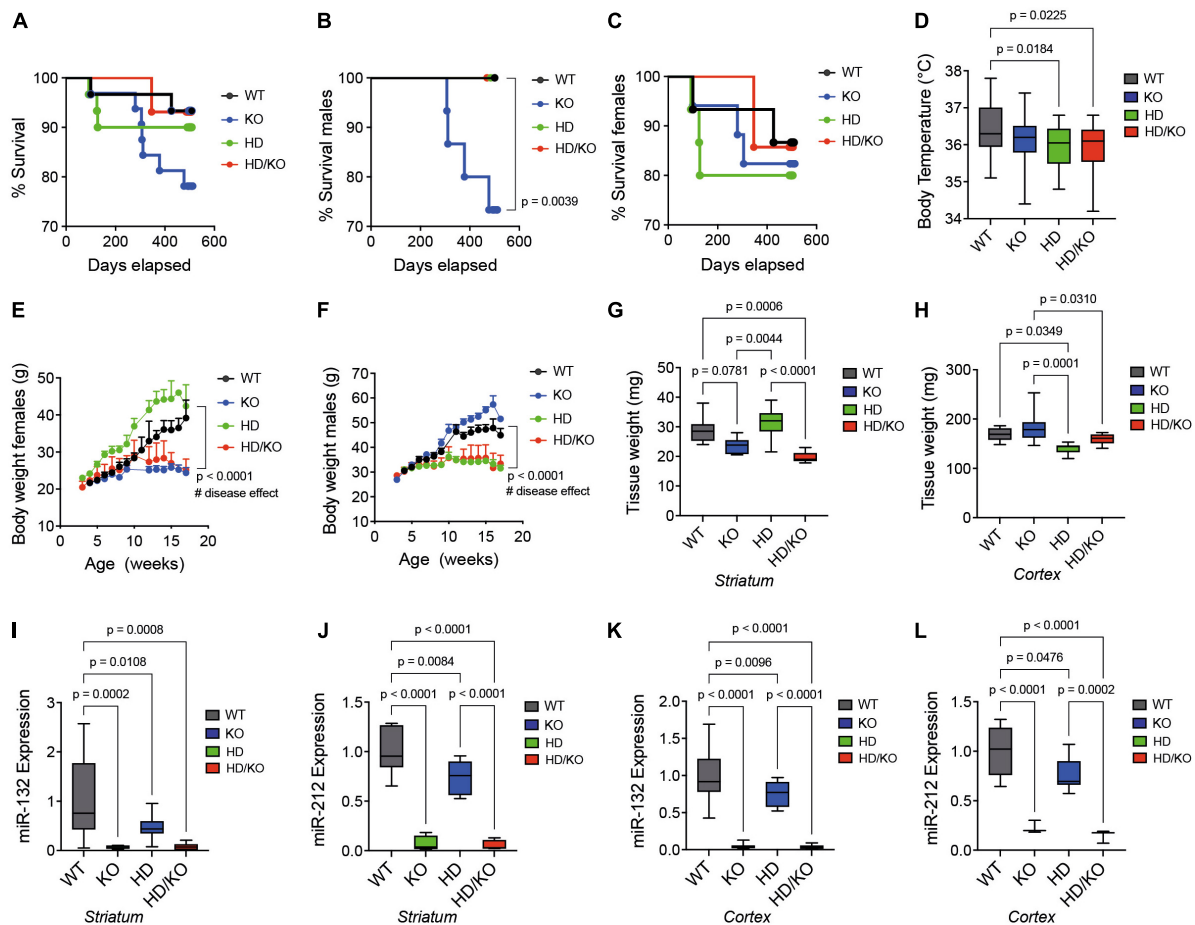 A
% Survival
100
90
80
70
0
200
400
600
Days elapsed
WT
KO
HD
HD/KO
B
% Survival males
100
90
80
70
0
200
400
600
Days elapsed
WT
KO
HD
HD/KO
p = 0.0039
C
% Survival females
100
90
80
70
0
200
400
600
Days elapsed
WT
KO
HD
HD/KO
D
Body Temperature (°C)
p = 0.0225
p = 0.0184
38
37
36
35
34
WT
KO
HD
HD/KO
WT
KO
HD
HD/KO
E
Body weight females (g)
50
40
30
20
10
0
5
10
15
20
Age (weeks)
WT
KO
HD
HD/KO
p < 0.0001
# disease effect
F
Body weight males (g)
70
60
50
40
30
20
10
0
5
10
15
20
Age (weeks)
WT
KO
HD
HD/KO
p < 0.0001
# disease effect
G
Tissue weight (mg)
p = 0.0006
p = 0.0044
p = 0.0781
p < 0.0001
50
40
30
20
10
0
WT
KO
HD
HD/KO
Striatum
WT
KO
HD
HD/KO
H
Tissue weight (mg)
p = 0.0310
p = 0.0349
p = 0.0001
300
200
100
0
WT
KO
HD
HD/KO
Cortex
WT
KO
HD
HD/KO
I
miR-132 Expression
p = 0.0008
p = 0.0108
p = 0.0002
3
2
1
0
WT
KO
HD
HD/KO
Striatum
WT
KO
HD
HD/KO
J
miR-212 Expression
p < 0.0001
p = 0.0084
p < 0.0001
p < 0.0001
1.5
1.0
0.5
0.0
WT
KO
HD
HD/KO
Striatum
WT
KO
HD
HD/KO
K
miR-132 Expression
p < 0.0001
p = 0.0096
p < 0.0001
p < 0.0001
2.0
1.5
1.0
0.5
0.0
WT
KO
HD
HD/KO
Cortex
WT
KO
HD
HD/KO
L
miR-212 Expression
p < 0.0001
p = 0.0476
p < 0.0001
p = 0.0002
1.5
1.0
0.5
0.0
WT
KO
HD
HD/KO
Cortex
WT
KO
HD
HD/KO